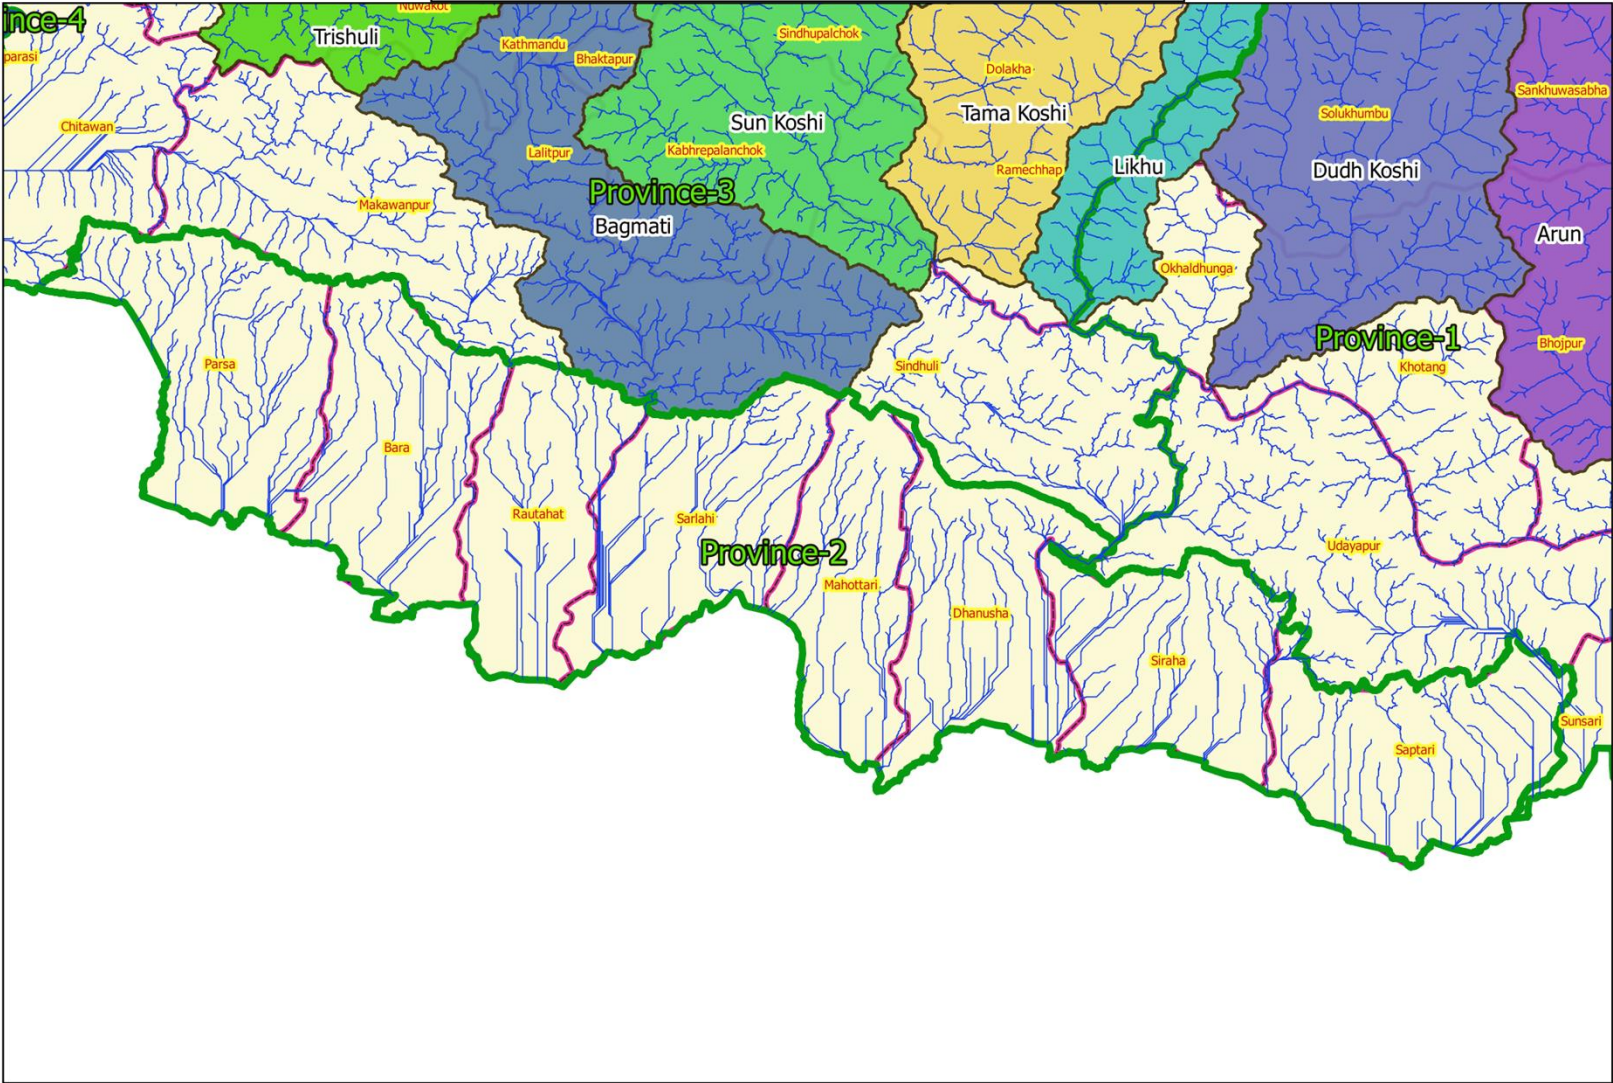 Nuwakot
ince-4
Trishuli
Kathmandu
Sindhupalchok
parasi
Bhaktapur
Dolakha
Sankhuwasabha
Chitawan
Sun Koshi
Tama Koshi
Solukhumbu
Lalitpur
Kabhrepalanchok
Ramechhap
Likhu
Dudh Koshi
Province-3
Makawanpur
Bagmati
Arun
Okhaldhunga
Province-1
Bhojpur
Parsa
Sindhuli
Khotang
Bara
Rautahat
Sarlahi
Province-2
Udayapur
Mahottari
Dhanusha
Siraha
Sunsari
Saptari